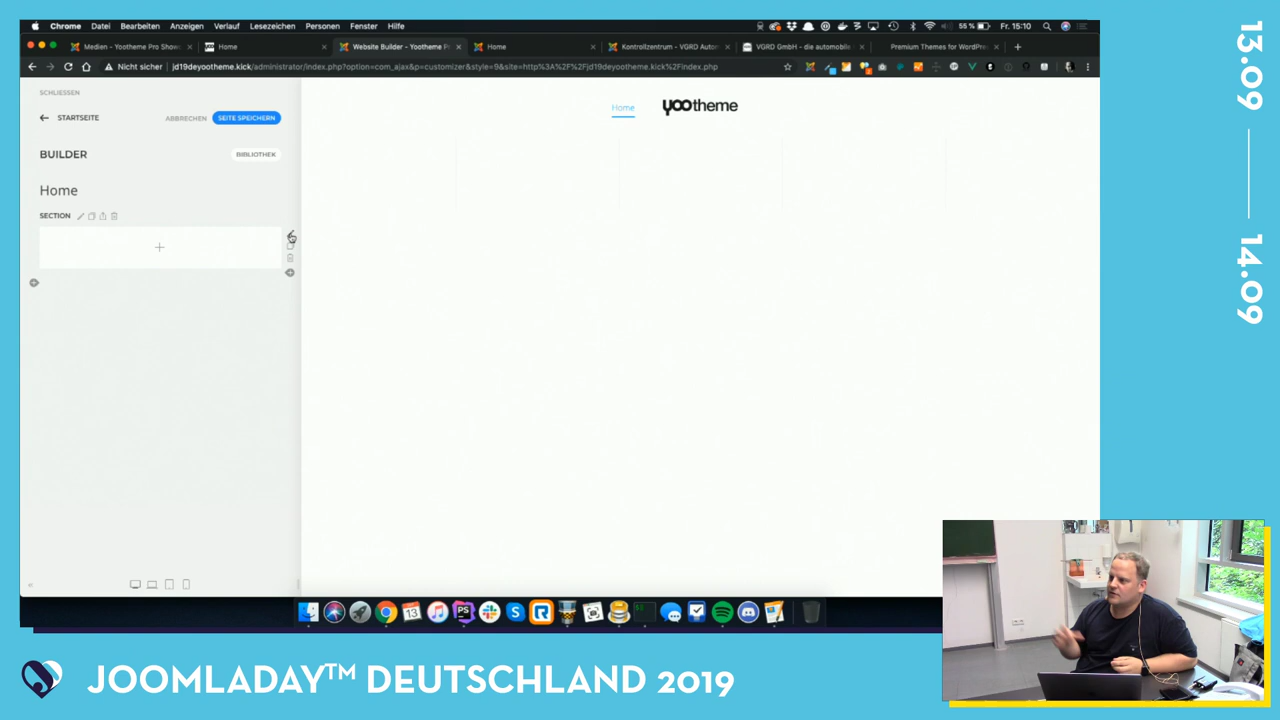 Chrome Datei Bearbeiten Anzeigen Verlauf Lesezeichen Personen Fenster Hilfe
55 % Fr. 15:10
Medien - Yootheme Pro Show
Home
Website Builder - Yootheme P
Home
Kontrollzentrum - VGRD Autor
VGRD GmbH - die automobile
Premium Themes for WordPre
Nicht sicher jd19deyootheme.kick/administrator/index.php?option=com_ajax&p=customizer&style=9&site=http%3A%2F%2Fjd19deyootheme.kick%2Findex.php
SCHLIESSEN
STARTSEITE
ABBRECHEN
SEITE SPEICHERN
BUILDER
BIBLIOTHEK
Home
SECTION
Home
yootheme
13.09
14.09
JOOMLADAY™ DEUTSCHLAND 2019